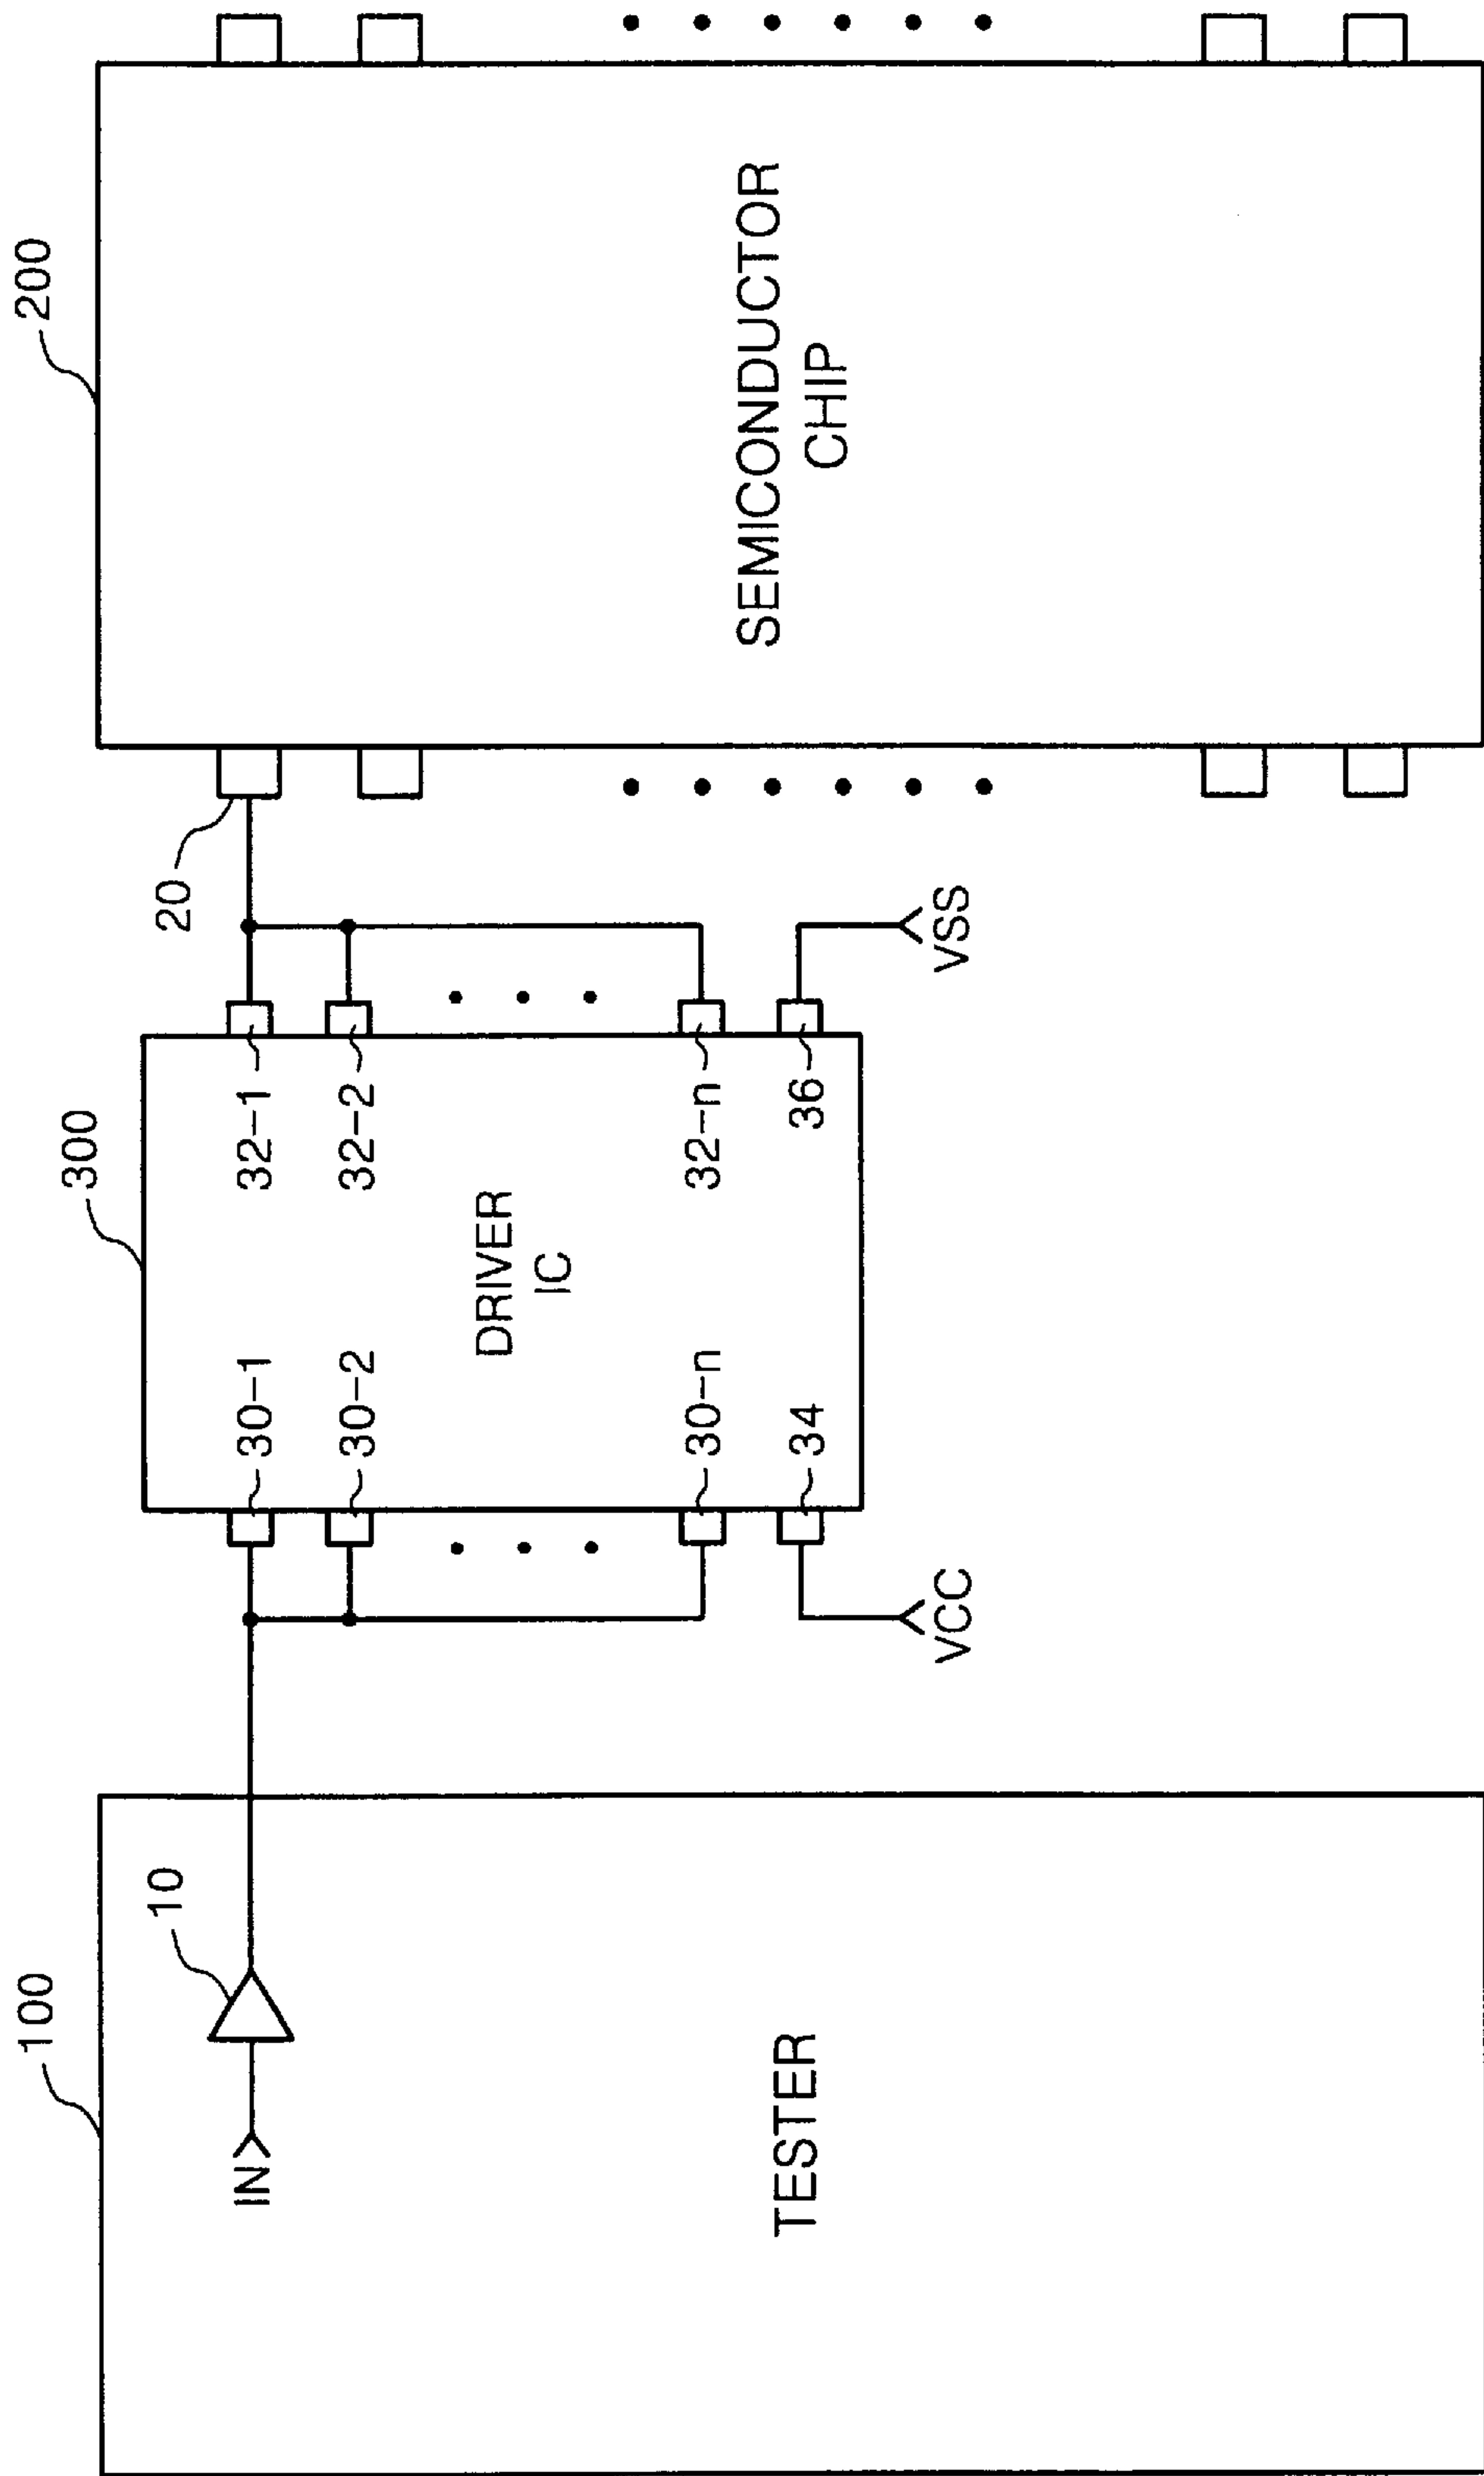 100
10
IN
TESTER
300
30-1
30-2
30-n
34
VCC
DRIVER
IC
32-1
32-2
32-n
36
VSS
200
20
SEMICONDUCTOR
CHIP